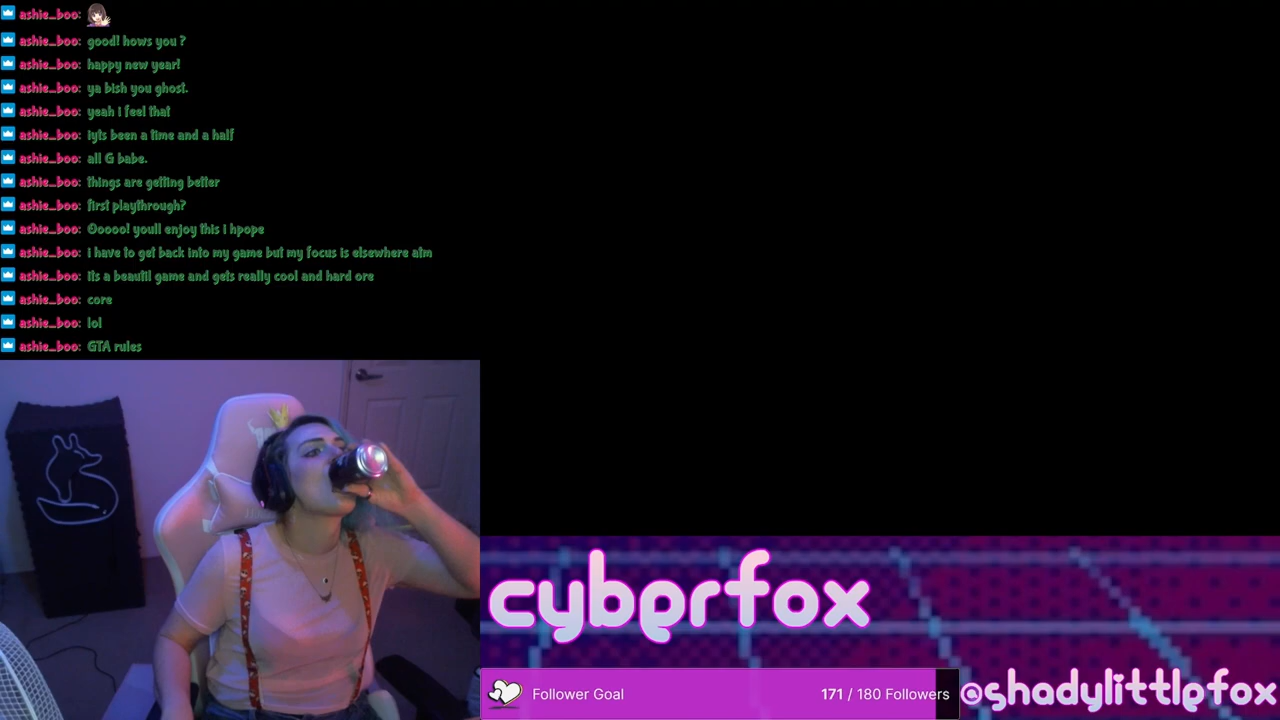 ashie_boo:
ashie_boo: good! hows you ?
ashie_boo: happy new year!
ashie_boo: ya bish you ghost.
ashie_boo: yeah i feel that
ashie_boo: iyts been a time and a half
ashie_boo: all G babe.
ashie_boo: things are getting better
ashie_boo: first playthrough?
ashie_boo: Ooooo! youll enjoy this i hpope
ashie_boo: i have to get back into my game but my focus is elsewhere atm
ashie_boo: its a beautil game and gets really cool and hard ore
ashie_boo: core
ashie_boo: lol
ashie_boo: GTA rules
cyberfox
Follower Goal 171 / 180 Followers
@shadylittlefox